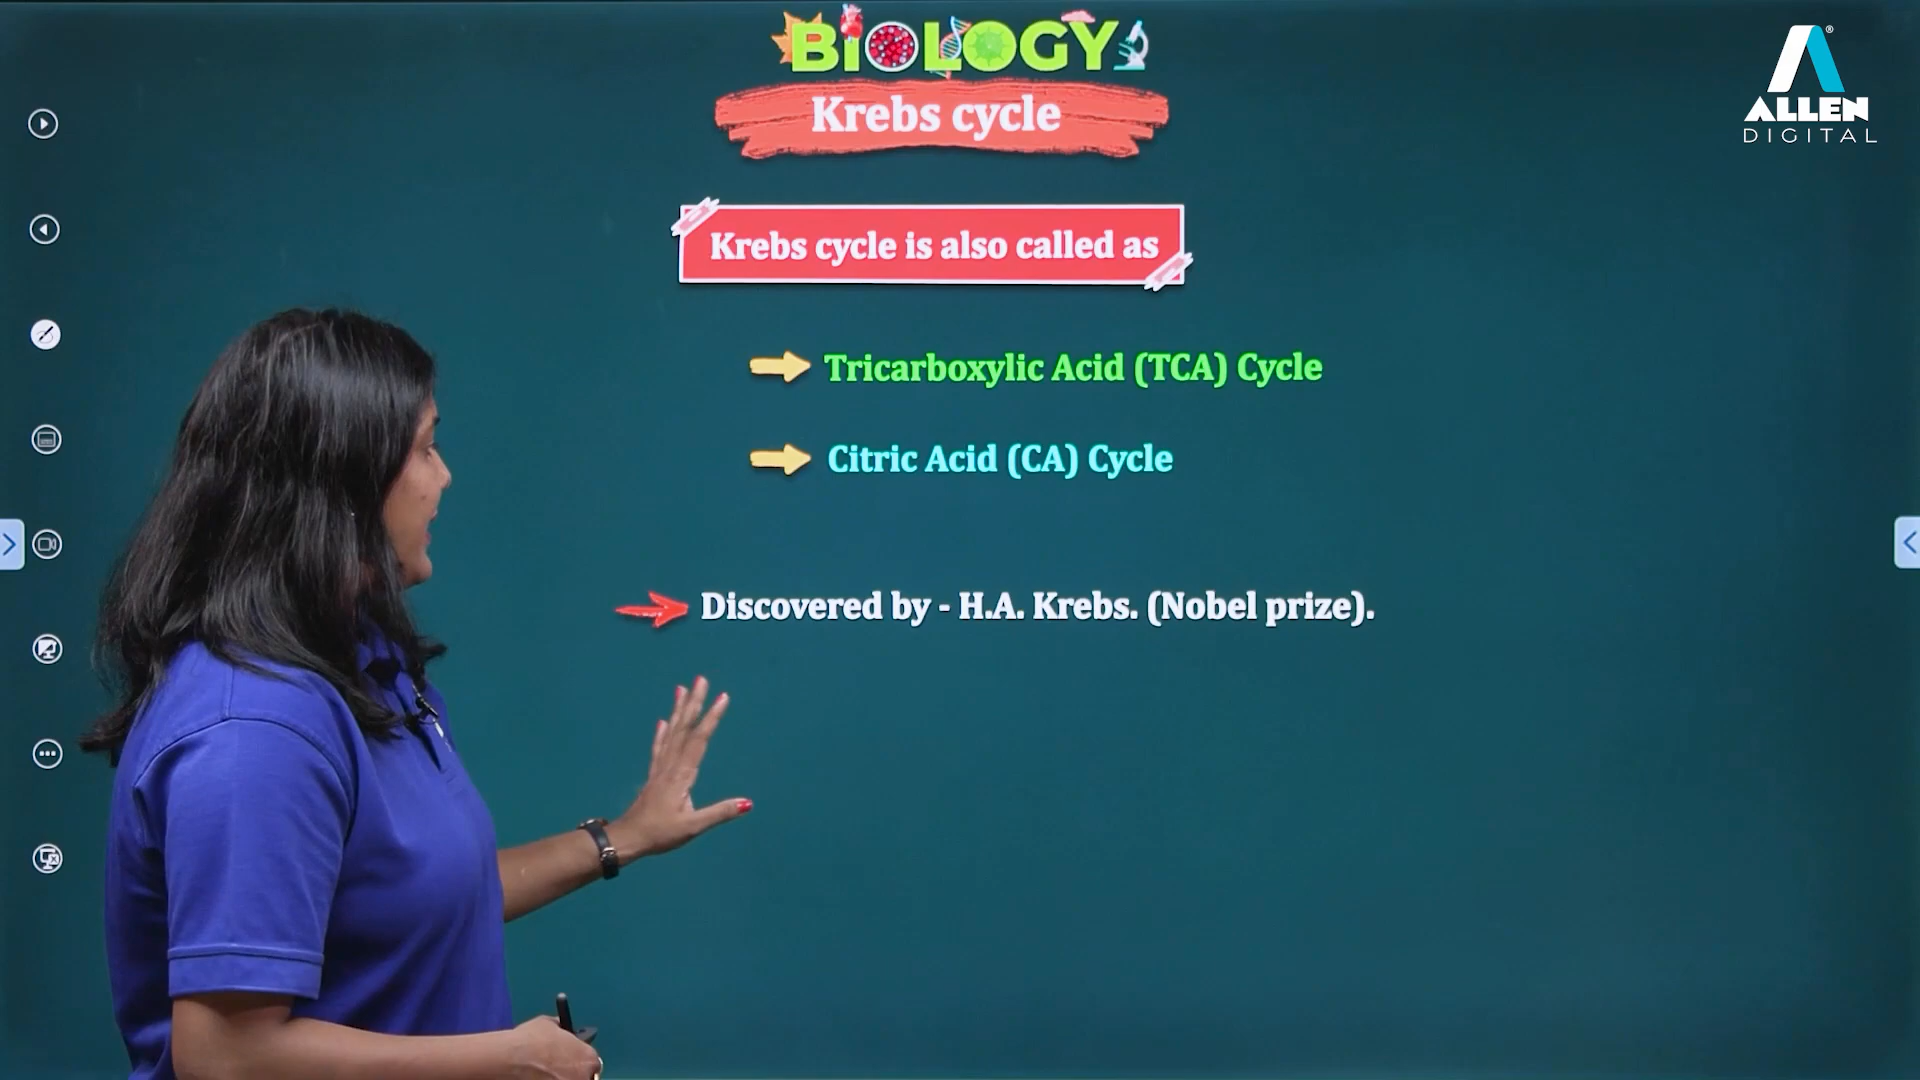 BIOLOGY
Krebs cycle
ALLEN
DIGITAL
Krebs cycle is also called as
Tricarboxylic Acid (TCA) Cycle
Citric Acid (CA) Cycle
Discovered by - H.A. Krebs. (Nobel prize).